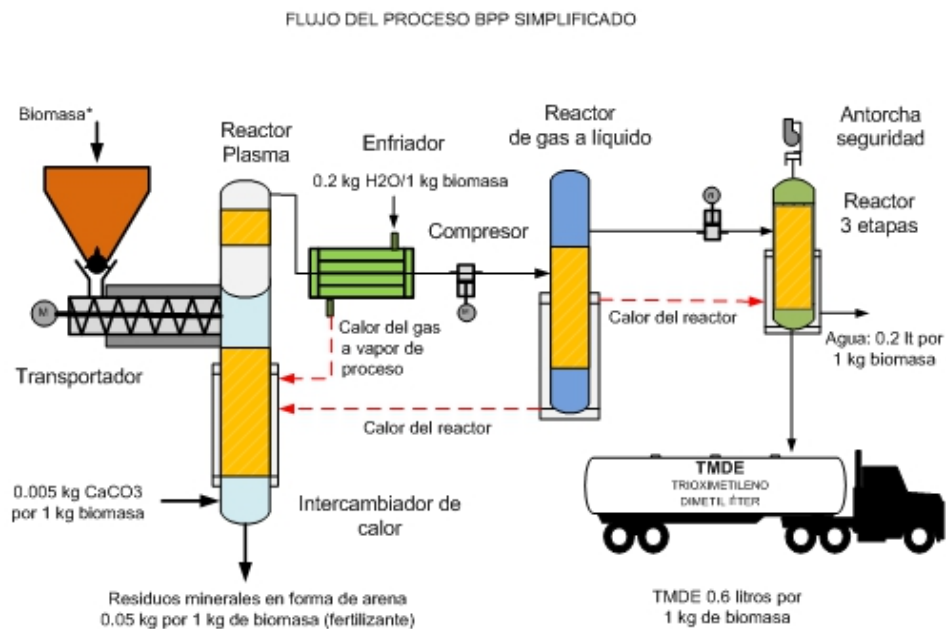 FLUJO DEL PROCESO BPP SIMPLIFICADO
Biomasa*
Reactor
Plasma
Enfriador
0.2 kg H2O/1 kg biomasa
Reactor
de gas a líquido
Antorcha
seguridad
Compresor
Reactor
3 etapas
M
Transportador
Calor del gas
a vapor de
proceso
Calor del reactor
Calor del reactor
Agua: 0.2 lt por
1 kg biomasa
0.005 kg CaCO3
por 1 kg biomasa
Intercambiador de
calor
TMDE
TRIOXIMETILENO
DIMETIL ÉTER
Residuos minerales en forma de arena
0.05 kg por 1 kg de biomasa (fertilizante)
TMDE 0.6 litros por
1 kg de biomasa